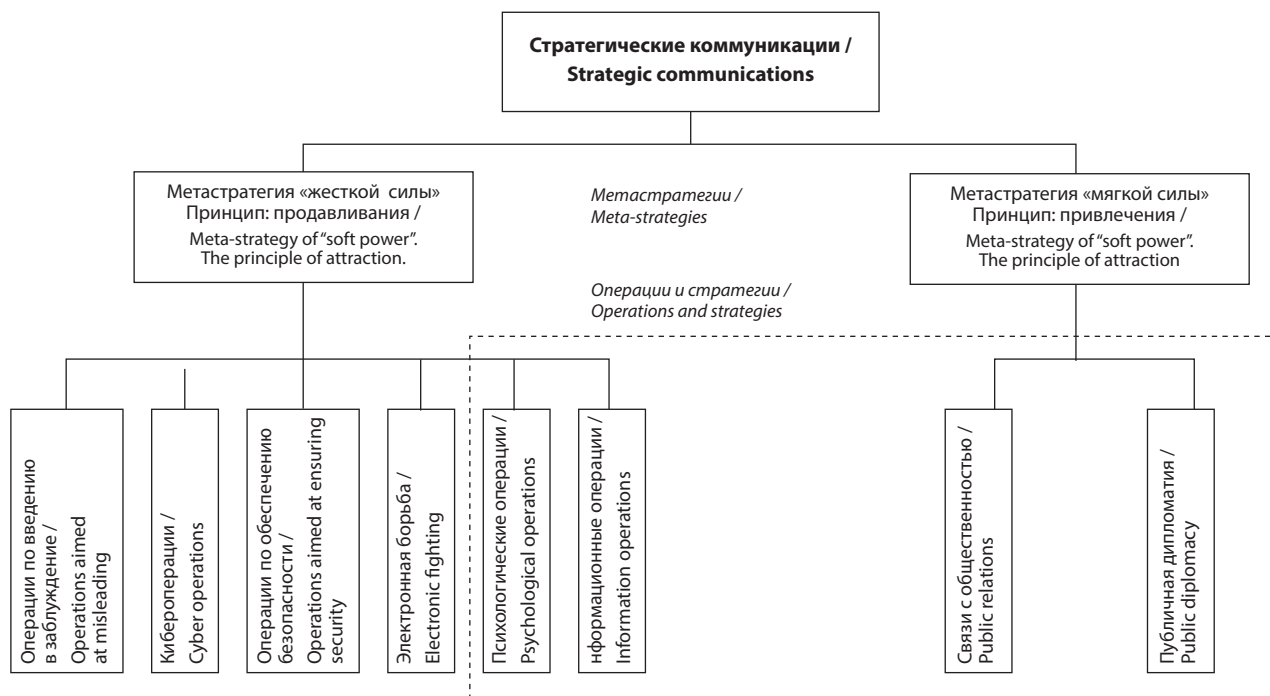 Стратегические коммуникации /
Strategic communications
Метастратегия «жесткой силы»
Принцип: продавливания /
Meta-strategy of “soft power”.
The principle of attraction.
Метастратегии /
Meta-strategies
Метастратегия «мягкой силы»
Принцип: привлечения /
Meta-strategy of “soft power”.
The principle of attraction
Операции и стратегии /
Operations and strategies
Операции по введению
в заблуждение /
Operations aimed
at misleading
Кибероперации /
Cyber operations
Операции по обеспечению
безопасности /
Operations aimed at ensuring
security
Электронная борьба /
Electronic fighting
Психологические операции /
Psychological operations
нформационные операции /
Information operations
Связи с общественностью /
Public relations
Публичная дипломатия /
Public diplomacy